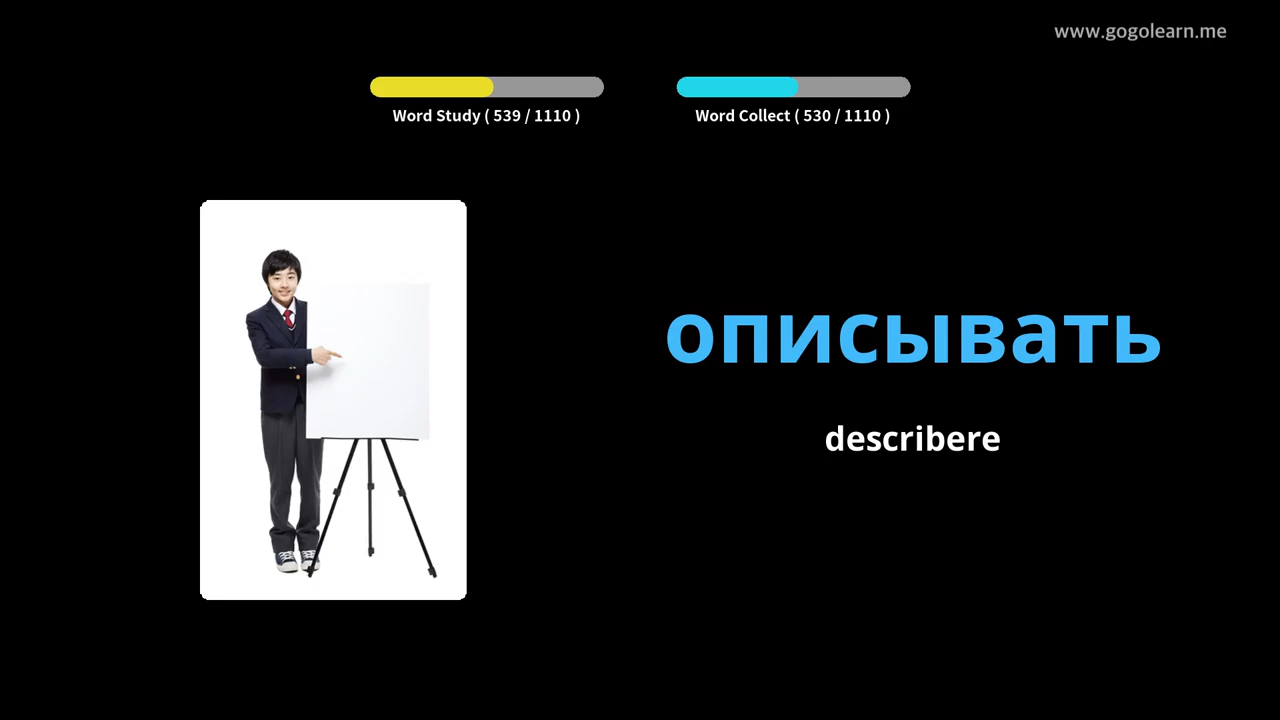 www.gogolearn.me
Word Study ( 539 / 1110 )
Word Collect ( 530 / 1110 )
описывать
describere